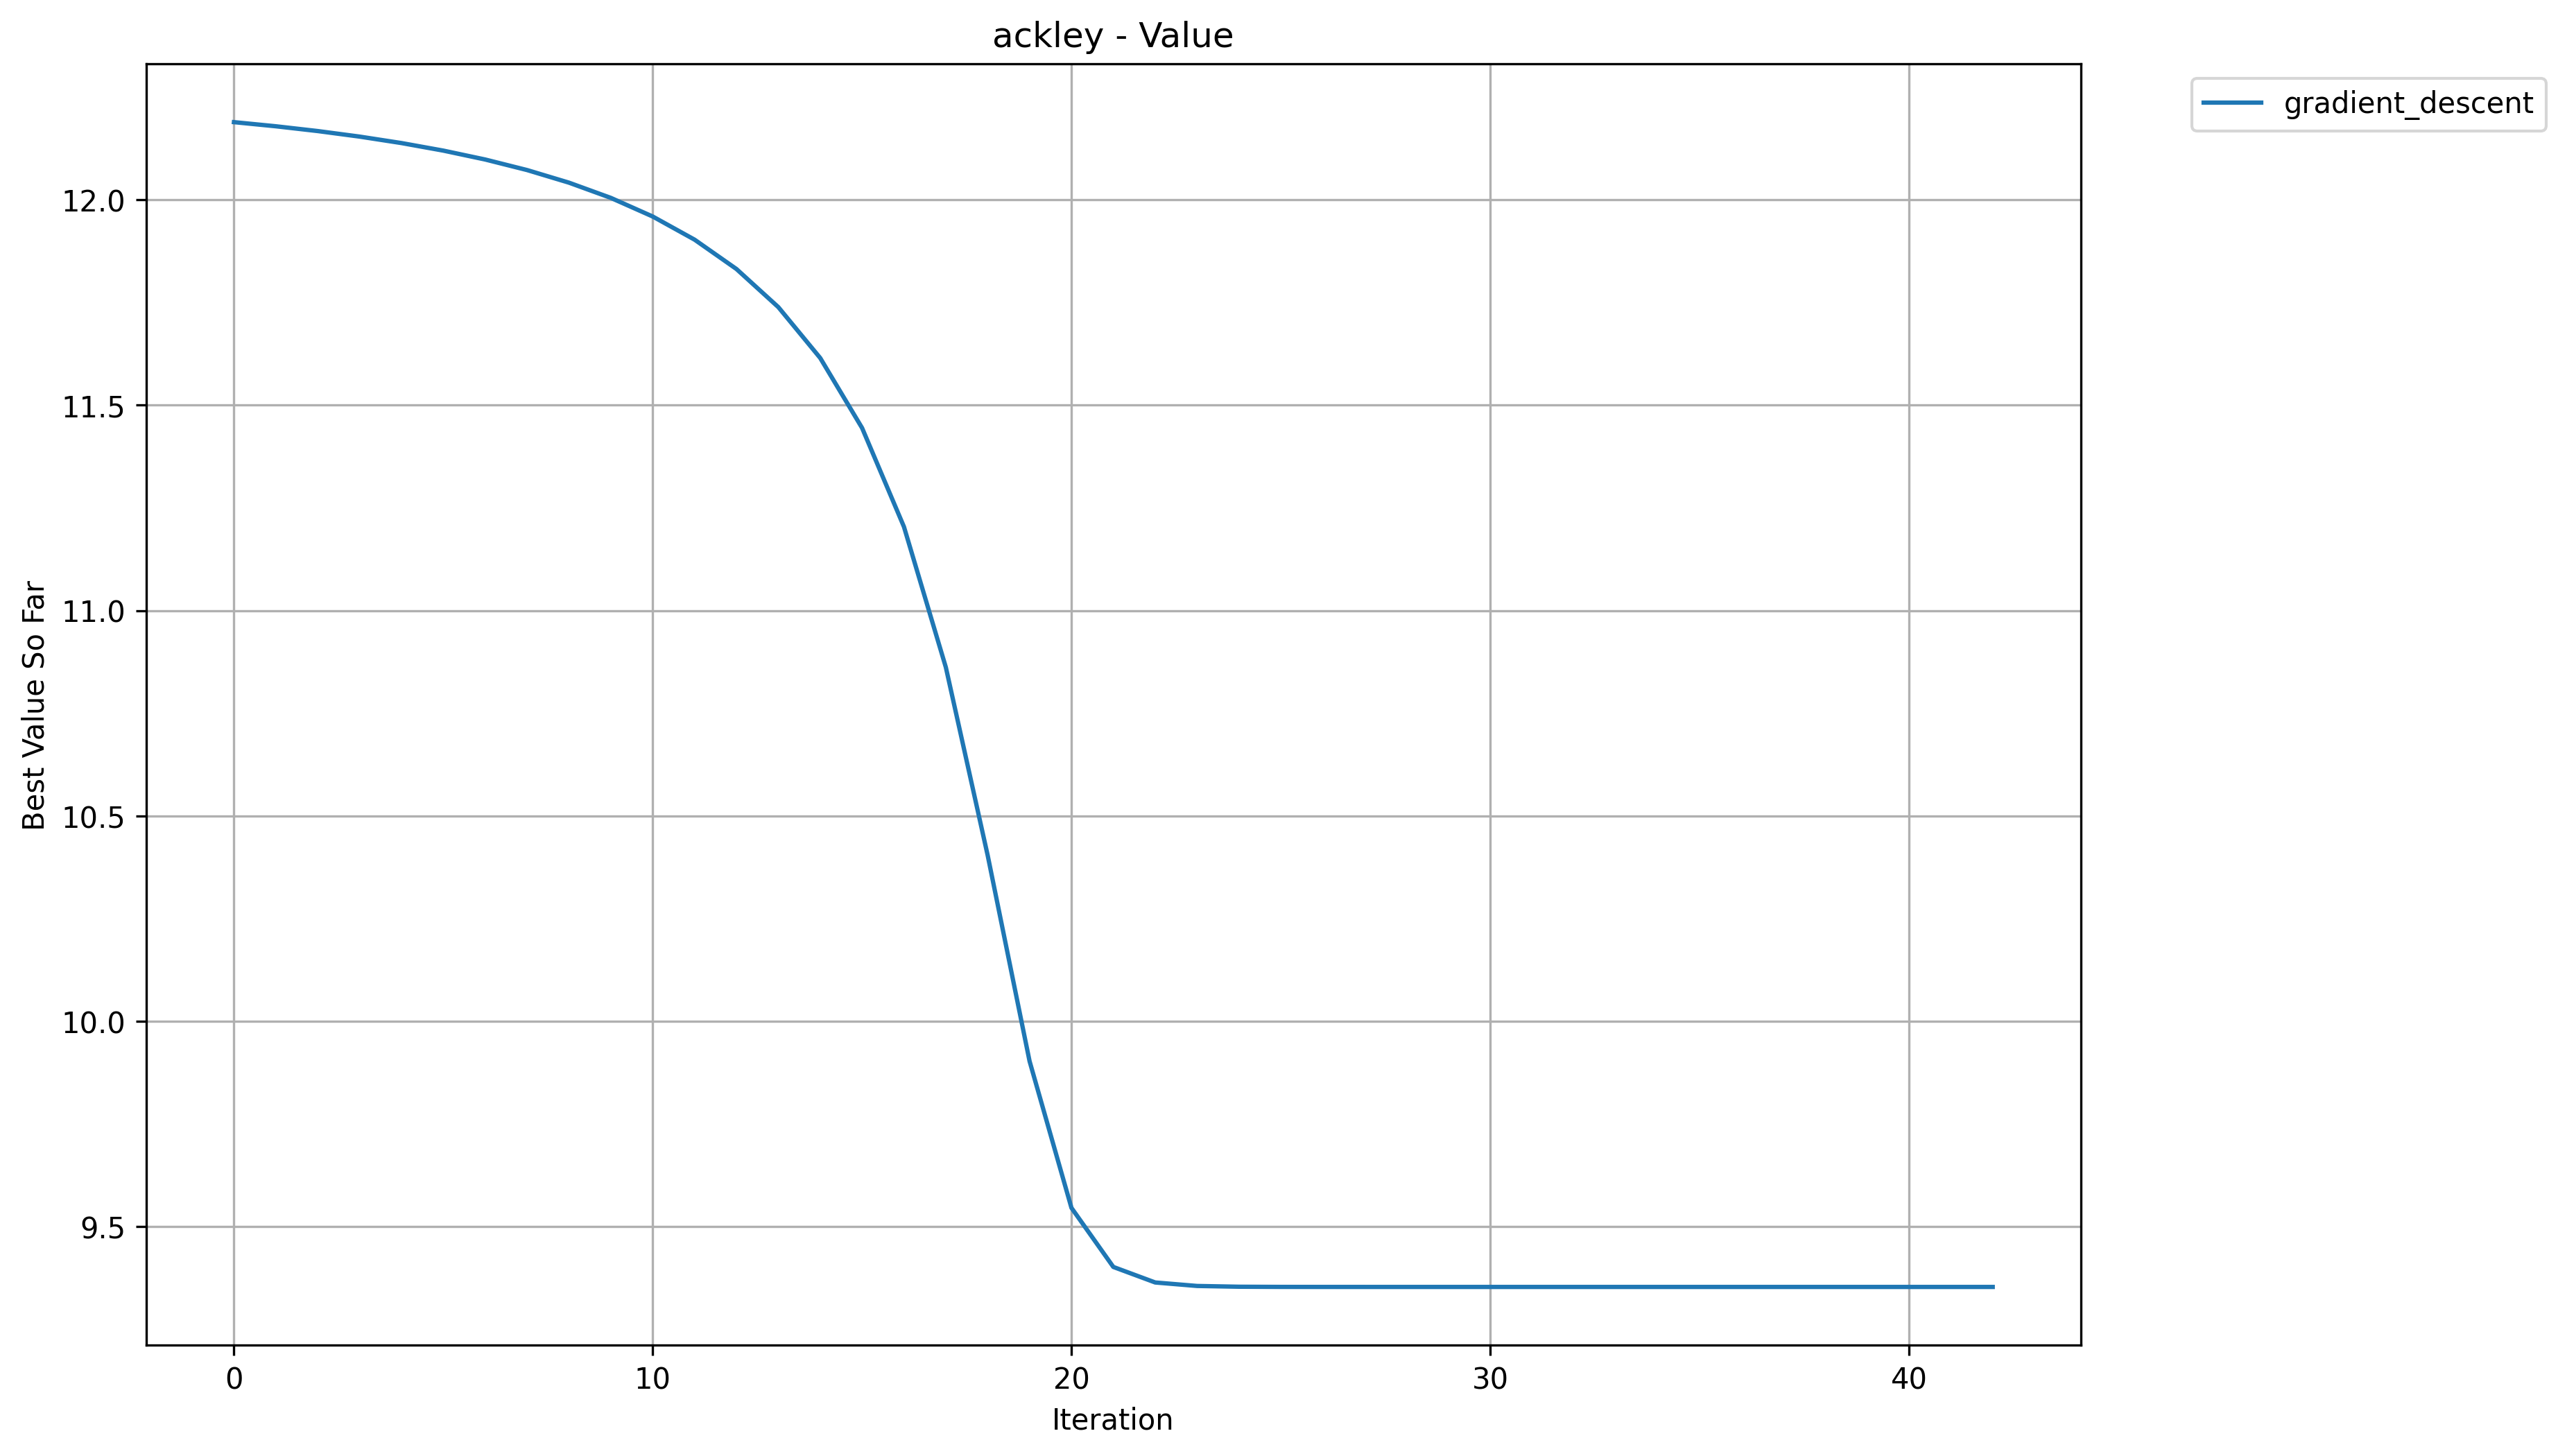 ackley - Value
gradient_descent
Best Value So Far
12.0
11.5
11.0
10.5
10.0
9.5
0 10 20 30 40
Iteration